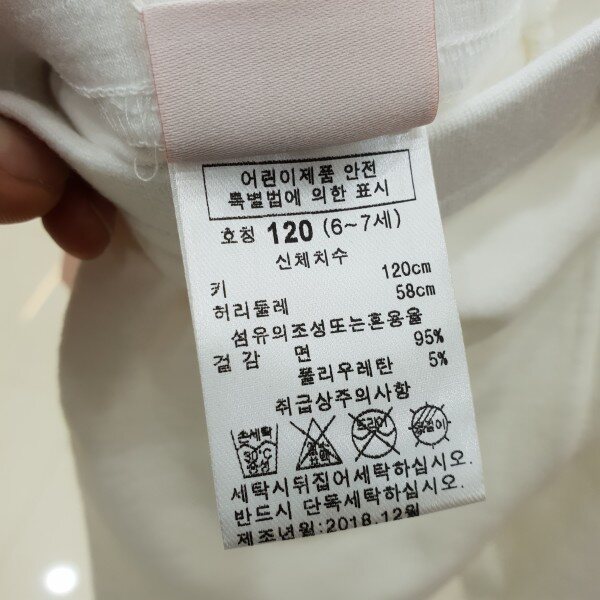 어린이제품 안전
특별법에 의한 표시
호칭 120 (6~7세)
신체치수
키 120cm
허리둘레 58cm
섬유의조성또는혼용율
겉감 면 95%
폴리우레탄 5%
취급상주의사항
손세탁
30℃
중성
드라이
세탁시뒤집어세탁하십시오.
반드시 단독세탁하십시오.
제조년월:2018.12월